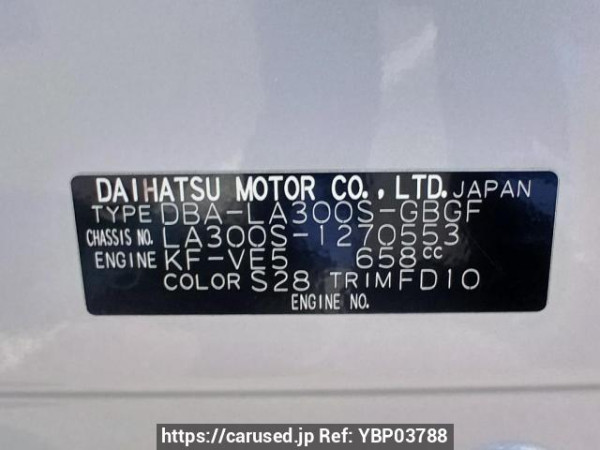 DAIHATSU MOTOR CO., LTD. JAPAN
TYPE DBA-LA300S-GBGF
CHASSIS NO. LA300S-1270553
ENGINE KF-VE5 658cc
COLOR S28 TRIM FD10
ENGINE NO.
https://carused.jp Ref: YBP03788